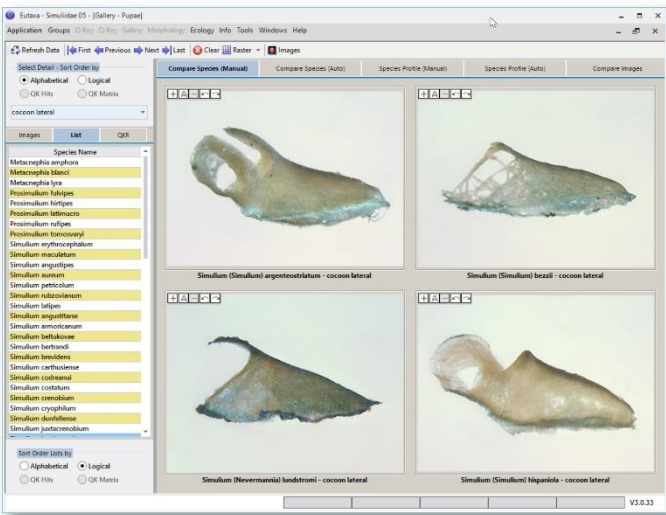 Eutaxa - Simuliidae 05 - [Gallery - Pupae]
Application Groups D-Key Q-Key Gallery Morphology Ecology Info Tools Windows Help
Refresh Data First Previous Next Last Clear Raster Images
Select Detail - Sort Order by
Alphabetical Logical
QK Hits QK Matrix
cocoon lateral
Images List QKR
Species Name
Metacnephia amphora
Metacnephia blanci
Metacnephia lyra
Prosimulium fulvipes
Prosimulium hirtipes
Prosimulium latimucro
Prosimulium rufipes
Prosimulium tomosvaryi
Simulium erythrocephalum
Simulium maculatum
Simulium angustipes
Simulium aureum
Simulium petricolum
Simulium rubzovianum
Simulium latipes
Simulium angustitarse
Simulium armoricanum
Simulium beltukovae
Simulium bertrandi
Simulium brevidens
Simulium carthusiense
Simulium codreanui
Simulium costatum
Simulium crenobium
Simulium cryophilum
Simulium dunfellense
Simulium juxtacrenobium
Sort Order Lists by
Alphabetical Logical
QK Hits QK Matrix
Compare Species (Manual) Compare Species (Auto) Species Profile (Manual) Species Profile (Auto) Compare Images
Simulium (Simulium) argenteostriatum - cocoon lateral
Simulium (Simulium) bezzii - cocoon lateral
Simulium (Nevermannia) lundstromi - cocoon lateral
Simulium (Simulium) hispaniola - cocoon lateral
V3.0.33